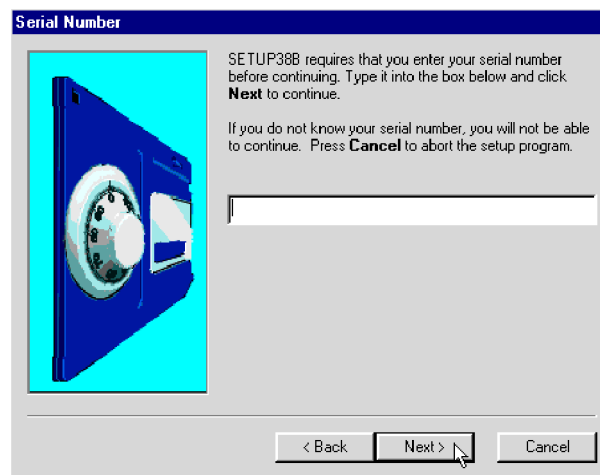 Serial Number
SETUP38B requires that you enter your serial number
before continuing. Type it into the box below and click
Next to continue.
If you do not know your serial number, you will not be able
to continue. Press Cancel to abort the setup program.
< Back
Next >
Cancel